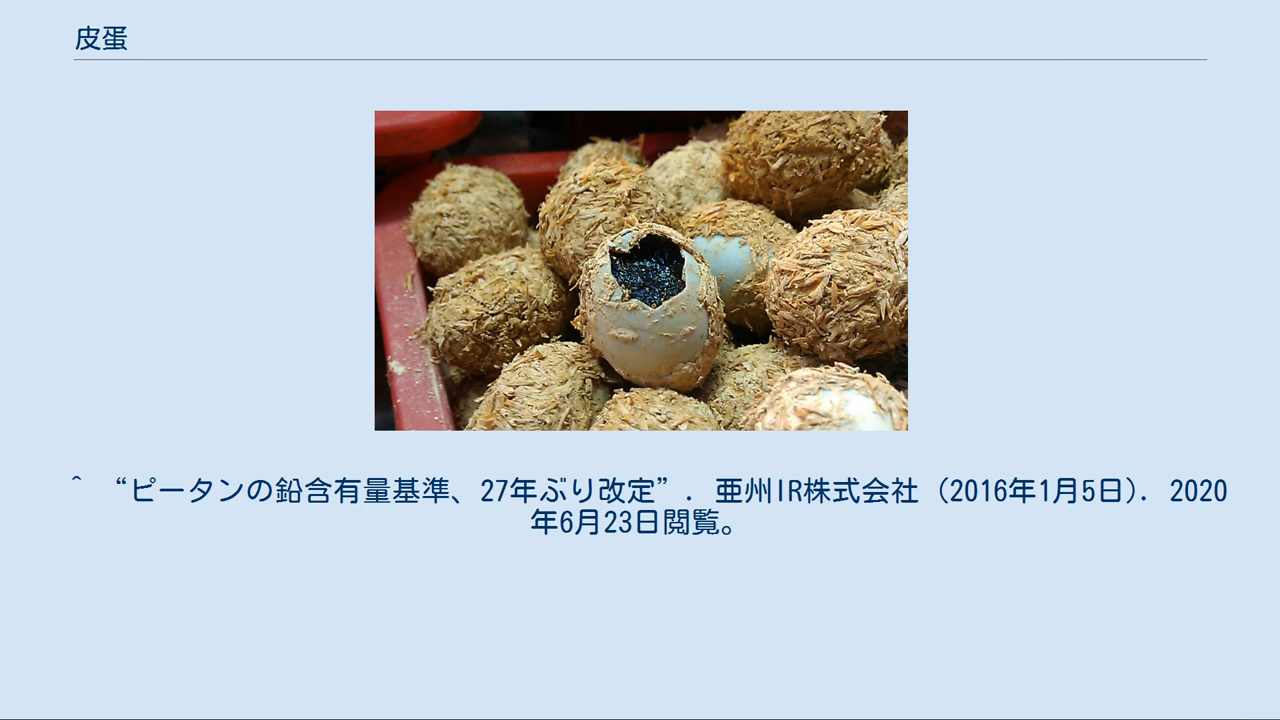 皮蛋
^ “ピータンの鉛含有量基準、27年ぶり改定”. 亜州IR株式会社 (2016年1月5日). 2020
年6月23日閲覧。